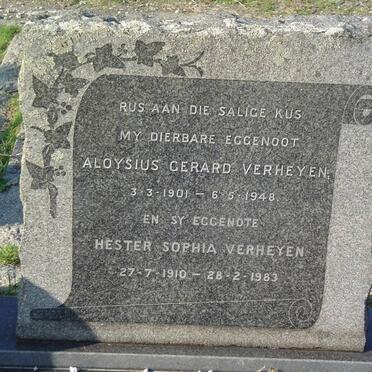 RUS AAN DIE SALIGE KUS
MY DIERBARE EGGENOOT
ALOYSIUS GERARD VERHEYEN
3-3-1901 – 6-5-1948
EN SY EGGENOTE
HESTER SOPHIA VERHEYEN
27-7-1910 – 28-2-1983